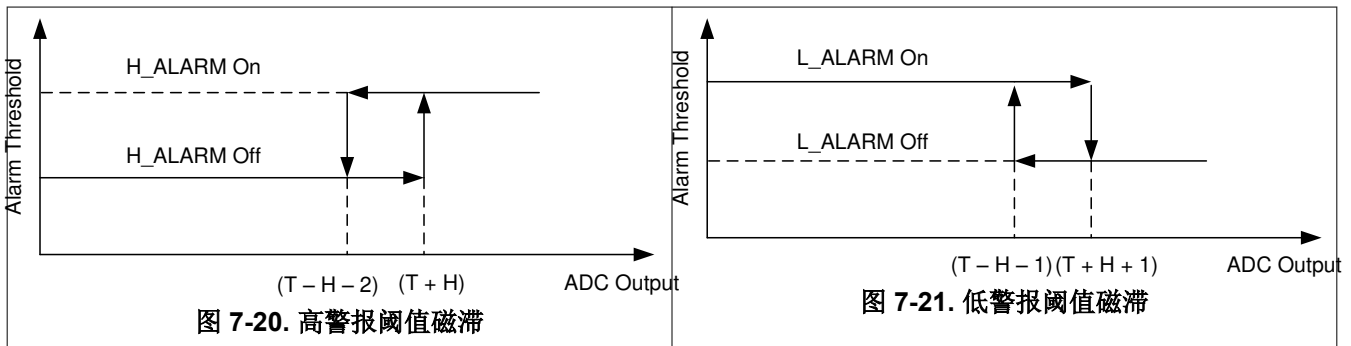 Alarm Threshold
H_ALARM On
H_ALARM Off
(T – H – 2) (T + H)
ADC Output
图 7-20. 高警报阈值磁滞
Alarm Threshold
L_ALARM On
L_ALARM Off
(T – H – 1) (T + H + 1)
ADC Output
图 7-21. 低警报阈值磁滞